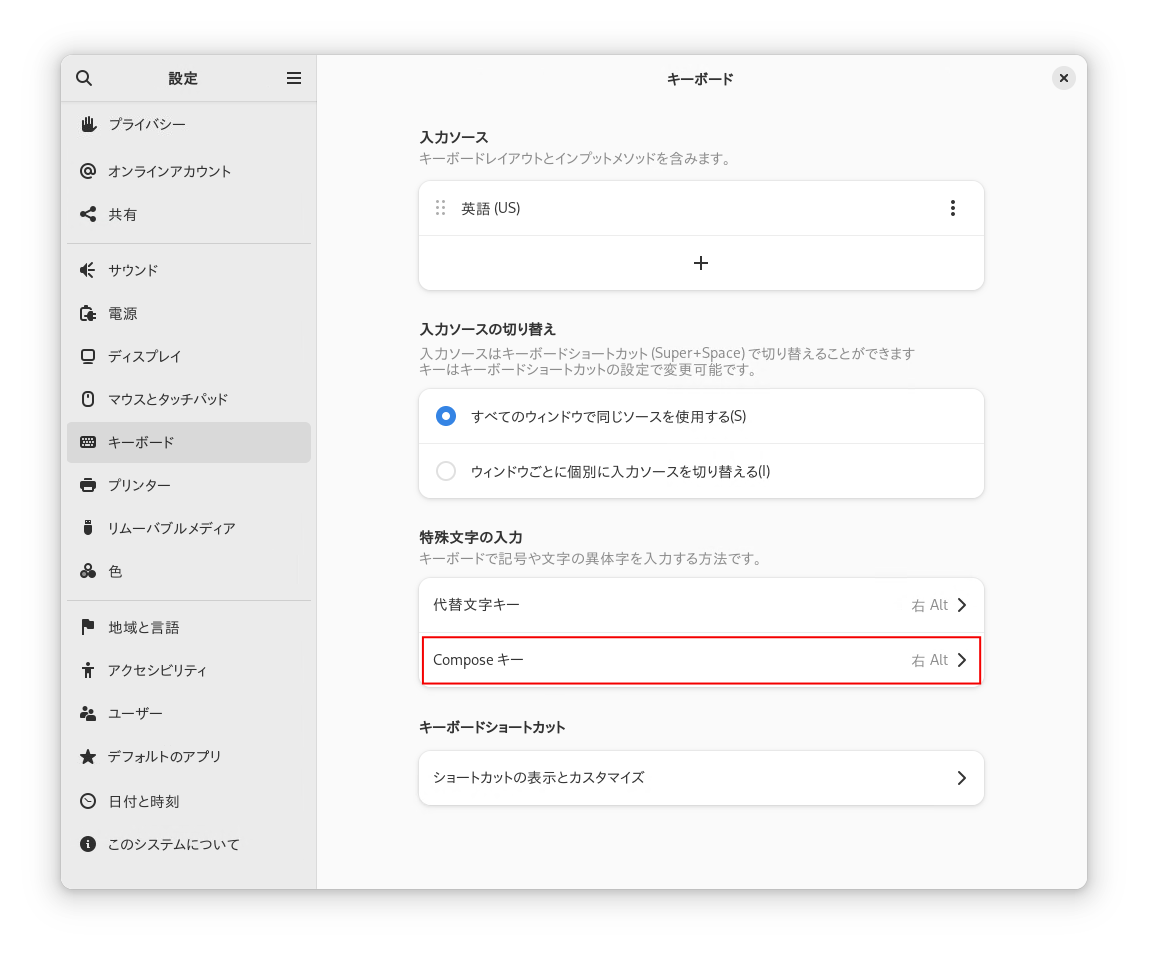 設定
プライバシー
オンラインアカウント
共有
サウンド
電源
ディスプレイ
マウスとタッチパッド
キーボード
プリンター
リムーバブルメディア
色
地域と言語
アクセシビリティ
ユーザー
デフォルトのアプリ
日付と時刻
このシステムについて
キーボード
入力ソース
キーボードレイアウトとインプットメソッドを含みます。
英語 (US)
入力ソースの切り替え
入力ソースはキーボードショートカット (Super+Space) で切り替えることができます
キーはキーボードショートカットの設定で変更可能です。
すべてのウィンドウで同じソースを使用する(S)
ウィンドウごとに個別に入力ソースを切り替える(I)
特殊文字の入力
キーボードで記号や文字の異体字を入力する方法です。
代替文字キー 右 Alt
Compose キー 右 Alt
キーボードショートカット
ショートカットの表示とカスタマイズ